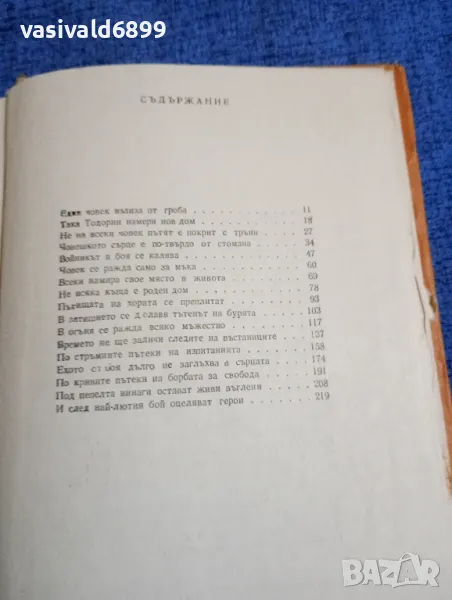 vasivald6899
СЪДЪРЖАНИЕ
Един човек излиза от гроба 11
Така Тодорин намери нов дом 18
Не на всеки човек пътят е покрит с тръни 27
Човешкото сърце е по-твърдо от стомана 34
Войникът в боя се калява 47
Човек се ражда само за мъка 60
Всеки намира свое място в живота 69
Не всяка къща е роден дом 78
Пътищата на хората се преплитат 93
В затишието се дславя тътенът на бурята 103
В огъня се ражда всяко мъжество 117
Времето не ще заличи следите на въстаниците 137
По стръмните пътеки на изпитанията 158
Ехото от боя дълго не заглъхва в сърцата 174
По кривите пътеки на борбата за свобода 191
Под пепелта винаги остават живи въглени 208
И след най-лютия бой оцеляват герои 219
BAZAR